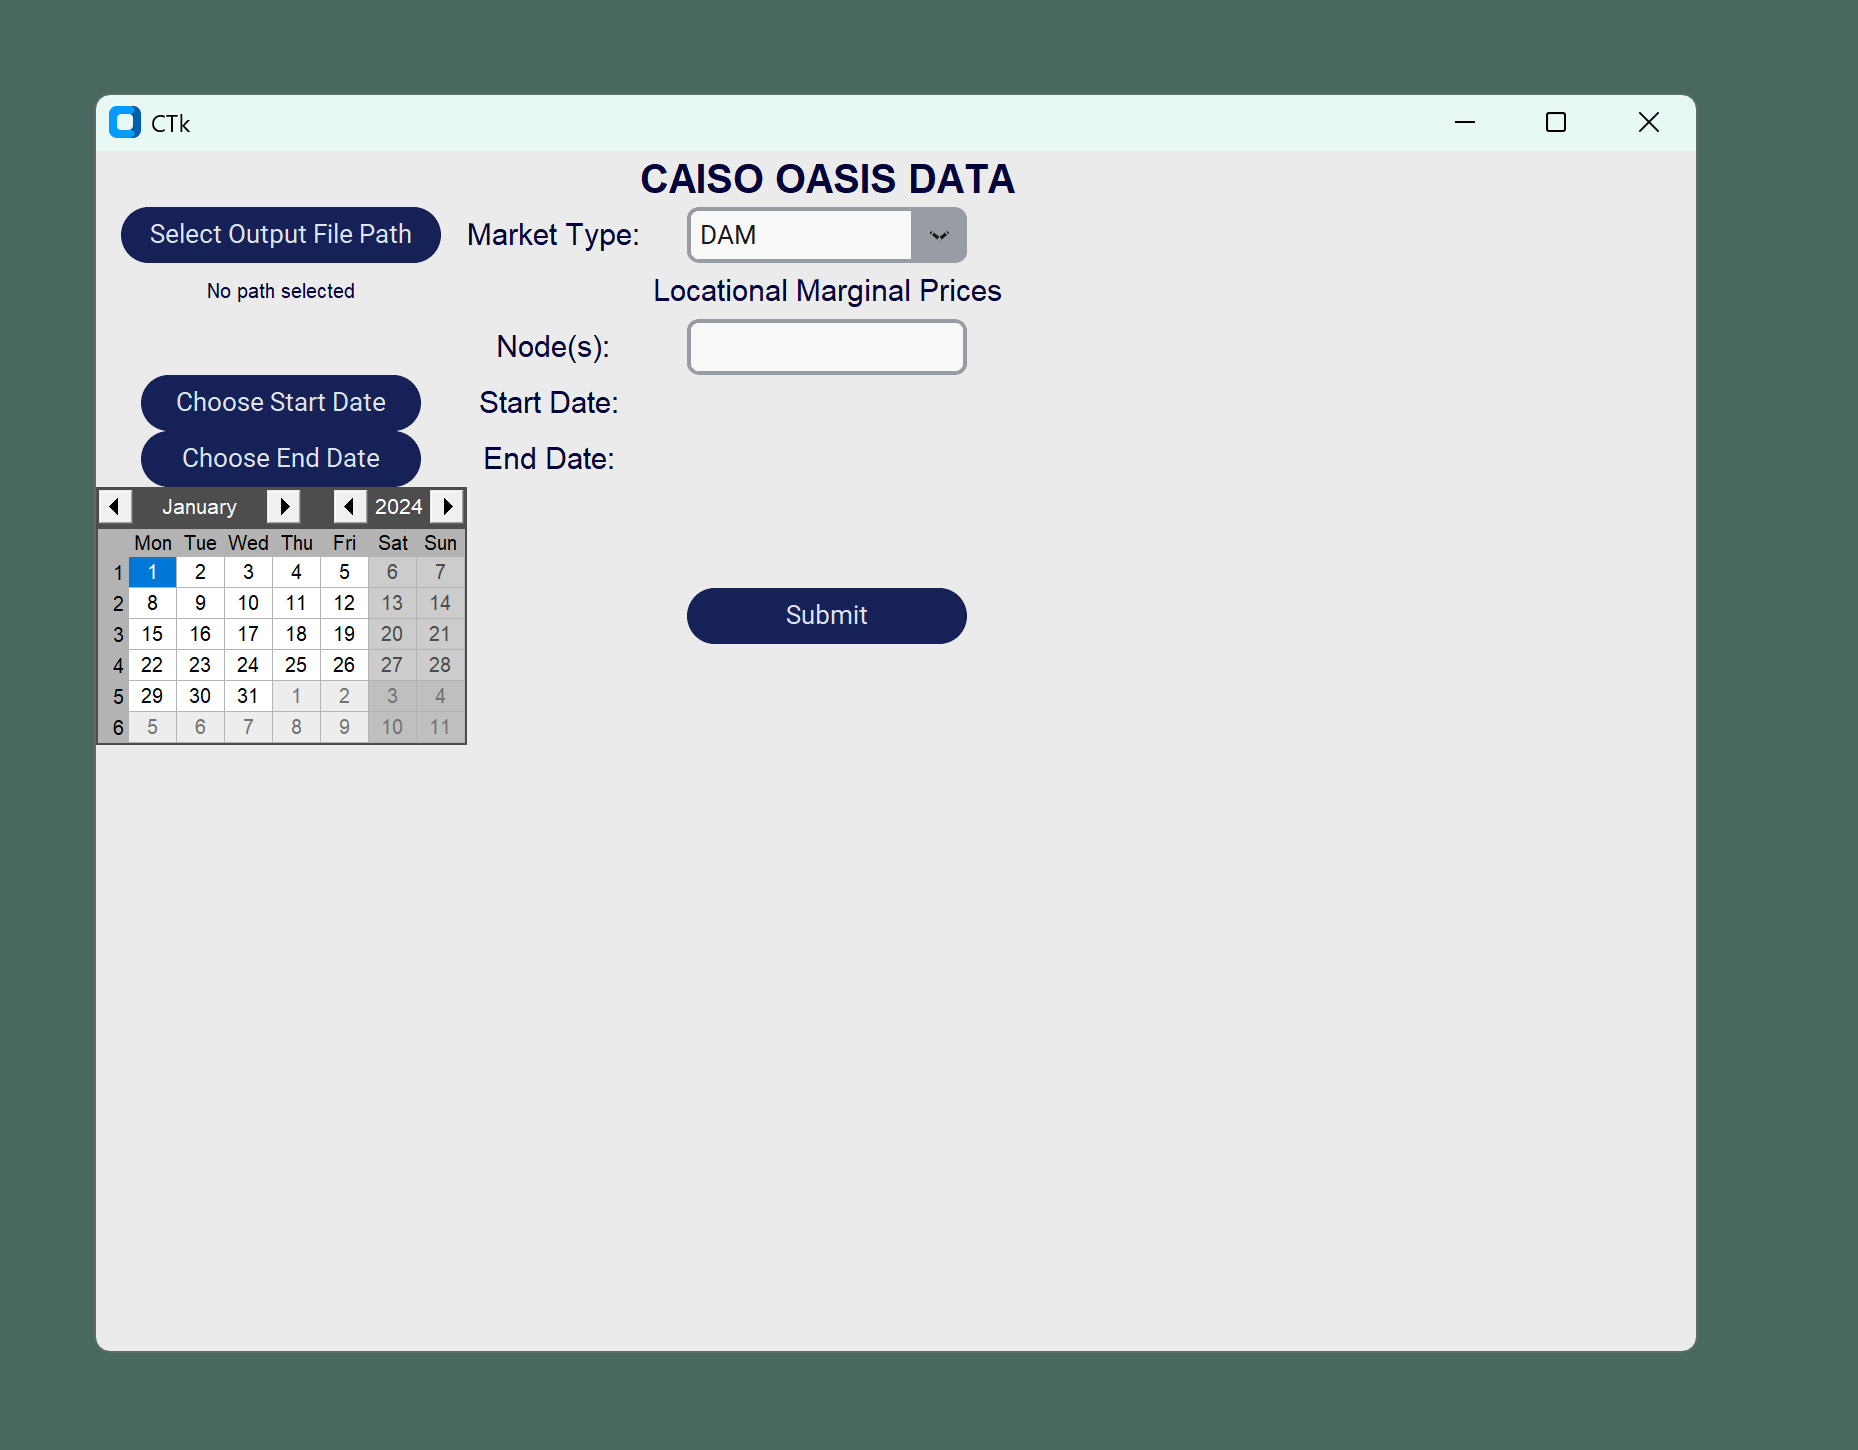 CTk
CAISO OASIS DATA
Select Output File Path Market Type: DAM
No path selected Locational Marginal Prices
Node(s):
Choose Start Date Start Date:
Choose End Date End Date:
January 2024
Mon Tue Wed Thu Fri Sat Sun
1 1 2 3 4 5 6 7
2 8 9 10 11 12 13 14
3 15 16 17 18 19 20 21
4 22 23 24 25 26 27 28
5 29 30 31 1 2 3 4
6 5 6 7 8 9 10 11
Submit